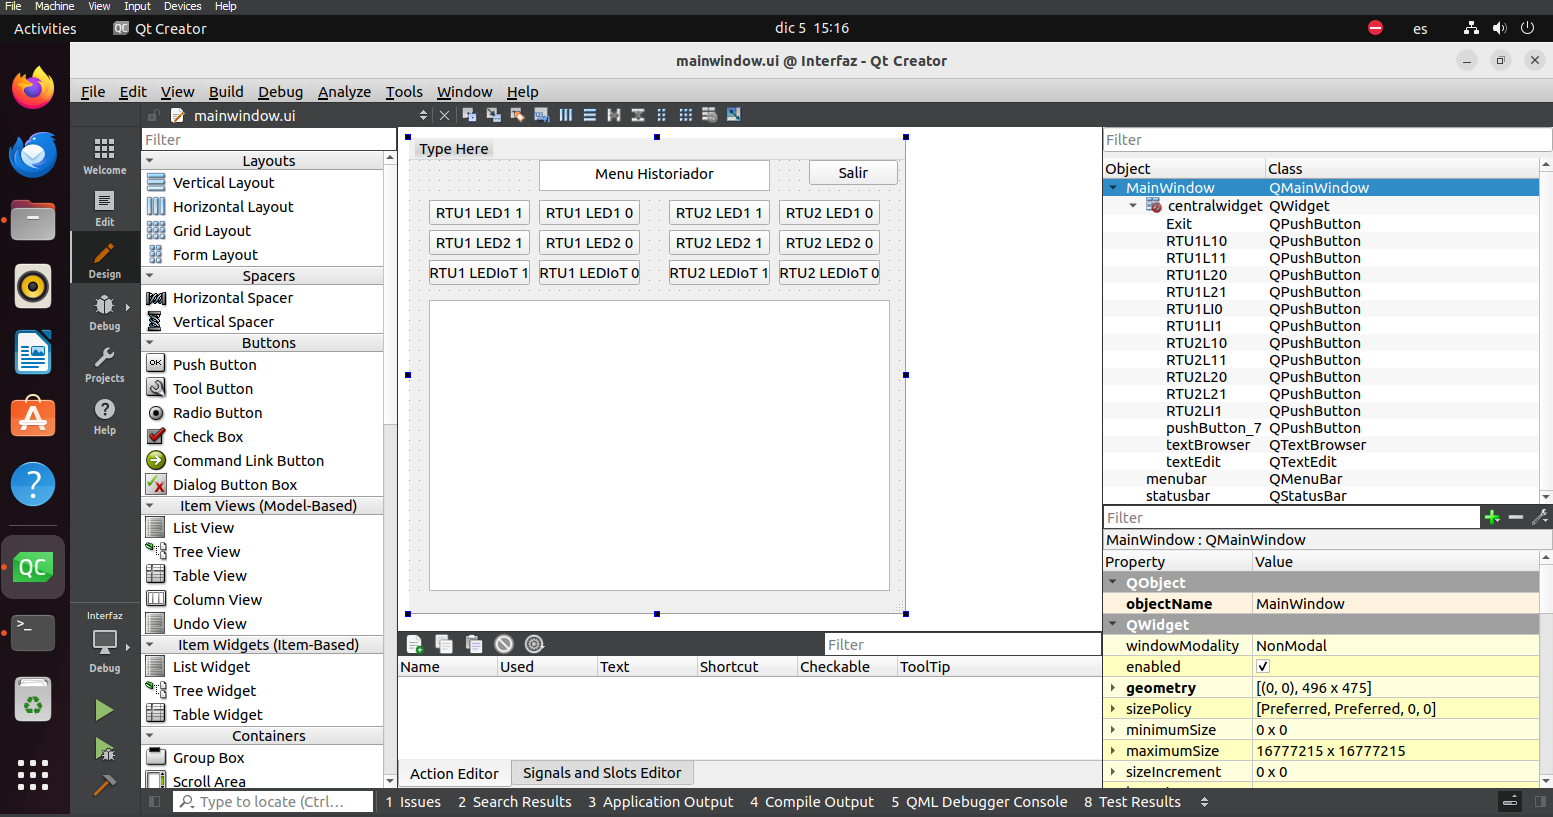 File Machine View Input Devices Help
Activities Qt Creator dic 5 15:16 es
mainwindow.ui @ Interfaz - Qt Creator
File Edit View Build Debug Analyze Tools Window Help
mainwindow.ui
Welcome
Edit
Design
Debug
Projects
Help
Interfaz
Debug
Filter
Layouts
Vertical Layout
Horizontal Layout
Grid Layout
Form Layout
Spacers
Horizontal Spacer
Vertical Spacer
Buttons
Push Button
Tool Button
Radio Button
Check Box
Command Link Button
Dialog Button Box
Item Views (Model-Based)
List View
Tree View
Table View
Column View
Undo View
Item Widgets (Item-Based)
List Widget
Tree Widget
Table Widget
Containers
Group Box
Scroll Area
Type Here
Menu Historiador Salir
RTU1 LED1 1 RTU1 LED1 0 RTU2 LED1 1 RTU2 LED1 0
RTU1 LED2 1 RTU1 LED2 0 RTU2 LED2 1 RTU2 LED2 0
RTU1 LEDIoT 1 RTU1 LEDIoT 0 RTU2 LEDIoT 1 RTU2 LEDIoT 0
Filter
Name Used Text Shortcut Checkable ToolTip
Action Editor Signals and Slots Editor
Filter
Object Class
MainWindow QMainWindow
centralwidget QWidget
Exit QPushButton
RTU1L10 QPushButton
RTU1L11 QPushButton
RTU1L20 QPushButton
RTU1L21 QPushButton
RTU1LI0 QPushButton
RTU1LI1 QPushButton
RTU2L10 QPushButton
RTU2L11 QPushButton
RTU2L20 QPushButton
RTU2L21 QPushButton
RTU2LI1 QPushButton
pushButton_7 QPushButton
textBrowser QTextBrowser
textEdit QTextEdit
menubar QMenuBar
statusbar QStatusBar
Filter
MainWindow : QMainWindow
Property Value
QObject
objectName MainWindow
QWidget
windowModality NonModal
enabled
geometry [(0, 0), 496 x 475]
sizePolicy [Preferred, Preferred, 0, 0]
minimumSize 0 x 0
maximumSize 16777215 x 16777215
sizeIncrement 0 x 0
Type to locate (Ctrl... 1 Issues 2 Search Results 3 Application Output 4 Compile Output 5 QML Debugger Console 8 Test Results